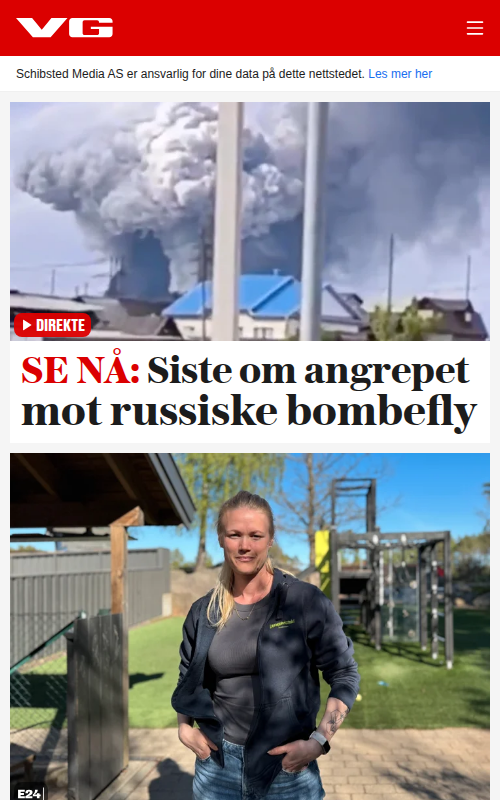 VG
Schibsted Media AS er ansvarlig for dine data på dette nettstedet. Les mer her
DIREKTE
SE NÅ: Siste om angrepet
mot russiske bombefly
E24